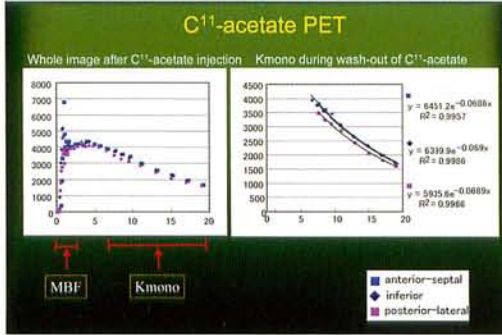 C¹¹-acetate PET
Whole image after C¹¹-acetate injection
Kmono during wash-out of C¹¹-acetate
8000
7000
6000
5000
4000
3000
2000
1000
0
0 5 10 15 20
4500
4000
3500
3000
2500
2000
1500
1000
500
0
0 5 10 15 20
y = 6451.2e^-0.0688x
R² = 0.9957
y = 6339.9e^-0.069x
R² = 0.9986
y = 5935.6e^-0.0689x
R² = 0.9966
MBF
Kmono
anterior-septal
inferior
posterior-lateral